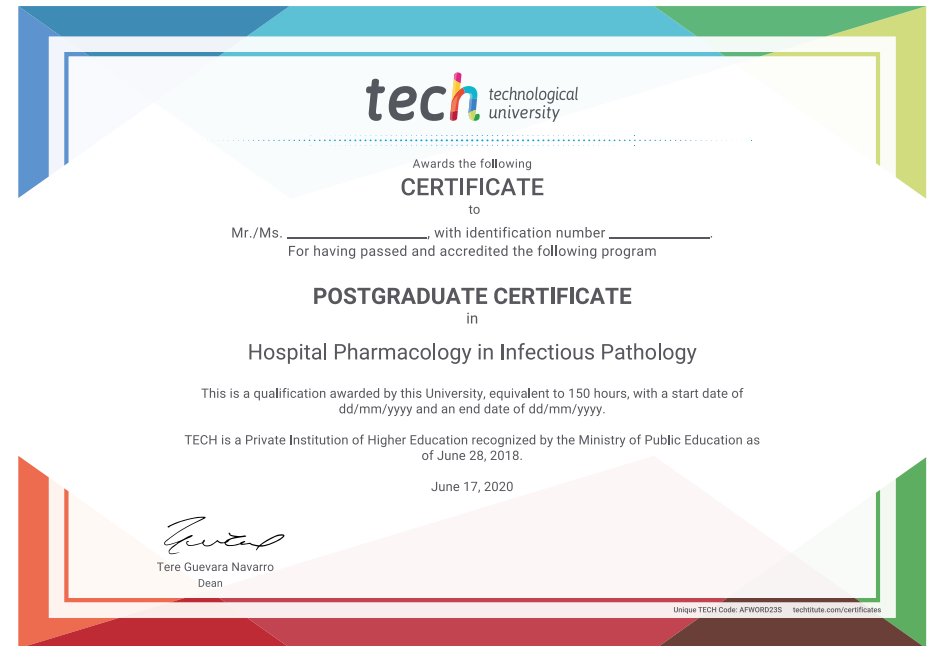 tech technological
university
Awards the following
CERTIFICATE
to
Mr./Ms. ____________________, with identification number ______________.
For having passed and accredited the following program
POSTGRADUATE CERTIFICATE
in
Hospital Pharmacology in Infectious Pathology
This is a qualification awarded by this University, equivalent to 150 hours, with a start date of
dd/mm/yyyy and an end date of dd/mm/yyyy.
TECH is a Private Institution of Higher Education recognized by the Ministry of Public Education as
of June 28, 2018.
June 17, 2020
Tere Guevara Navarro
Dean
Unique TECH Code: AFWORD23S techtitute.com/certificates